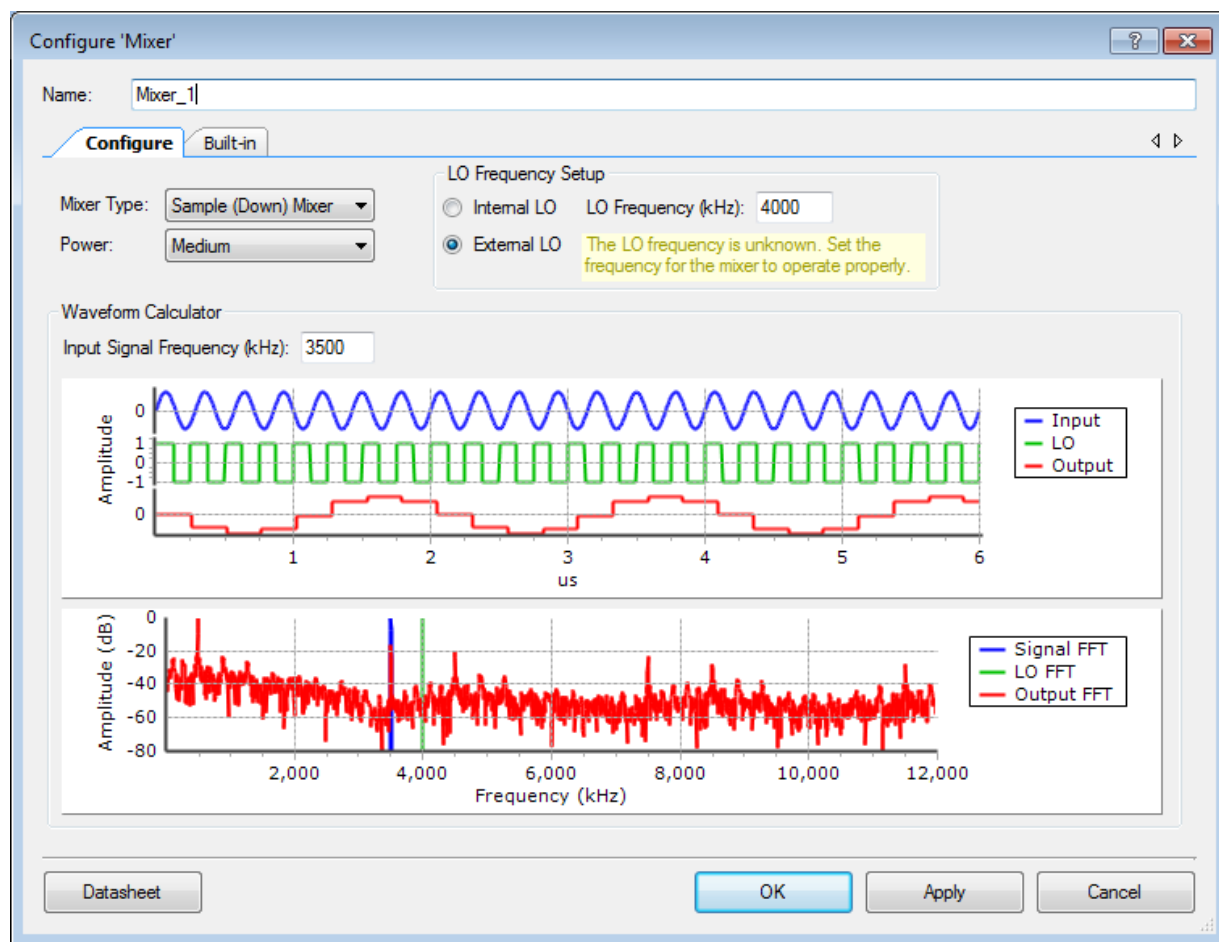 Configure 'Mixer'
Name: Mixer_1
Configure Built-in
Mixer Type: Sample (Down) Mixer
Power: Medium
LO Frequency Setup
Internal LO LO Frequency (kHz): 4000
External LO The LO frequency is unknown. Set the
frequency for the mixer to operate properly.
Waveform Calculator
Input Signal Frequency (kHz): 3500
Amplitude
0
1
0
-1
0
1 2 3 4 5 6
us
Input
LO
Output
Amplitude (dB)
0
-20
-40
-60
-80
2,000 4,000 6,000 8,000 10,000 12,000
Frequency (kHz)
Signal FFT
LO FFT
Output FFT
Datasheet OK Apply Cancel